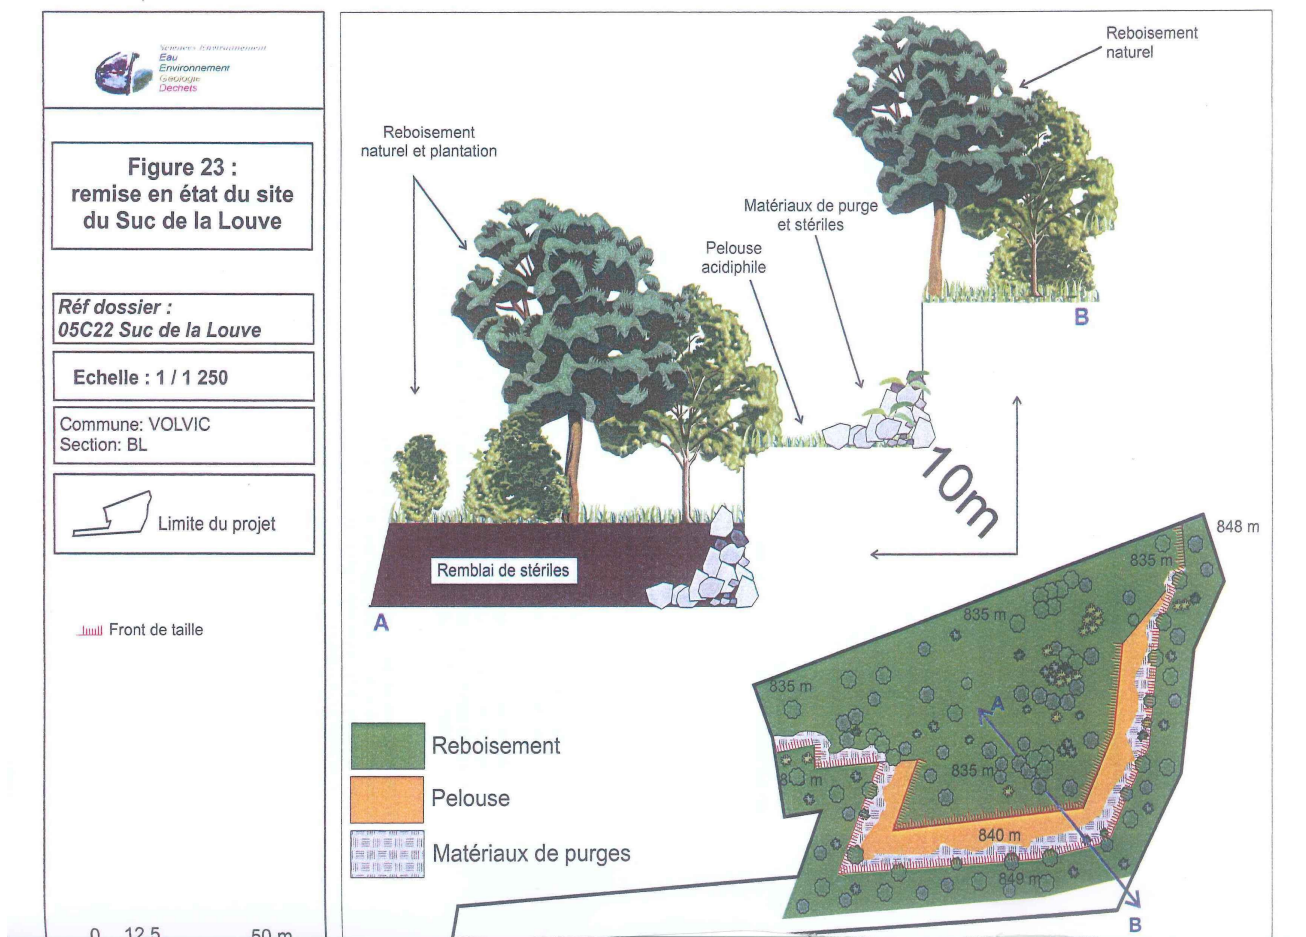 Sciences Environnement
Eau
Environnement
Géologie
Déchets
Figure 23 :
remise en état du site
du Suc de la Louve
Réf dossier :
05C22 Suc de la Louve
Echelle : 1 / 1 250
Commune: VOLVIC
Section: BL
Limite du projet
Front de taille
0 12,5 50 m
Reboisement
naturel
Reboisement
naturel et plantation
Matériaux de purge
et stériles
Pelouse
acidiphile
B
10m
Remblai de stériles
A
848 m
835 m
835 m
835 m
A
835 m
840 m
849 m
B
Reboisement
Pelouse
Matériaux de purges